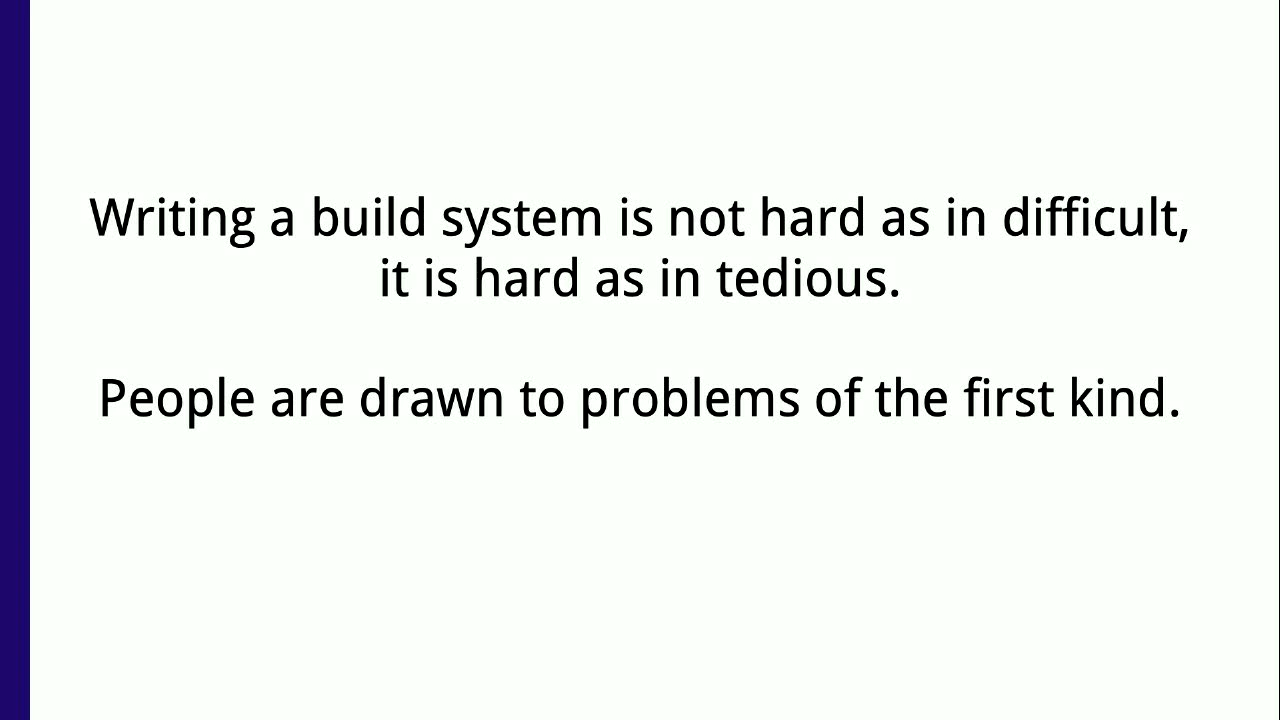 Writing a build system is not hard as in difficult,
it is hard as in tedious.
People are drawn to problems of the first kind.